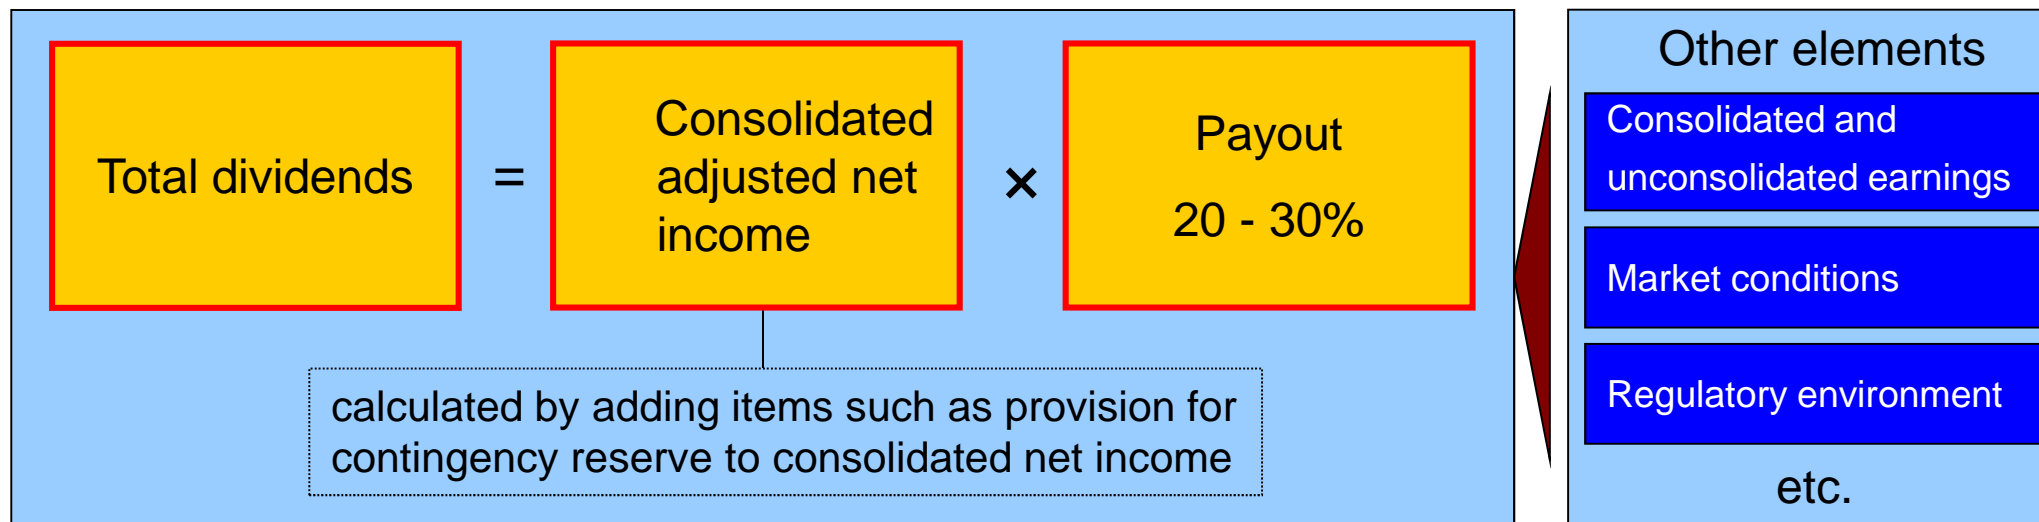 Total dividends
=
Consolidated
adjusted net
income
×
Payout
20 - 30%
calculated by adding items such as provision for
contingency reserve to consolidated net income
Other elements
Consolidated and
unconsolidated earnings
Market conditions
Regulatory environment
etc.